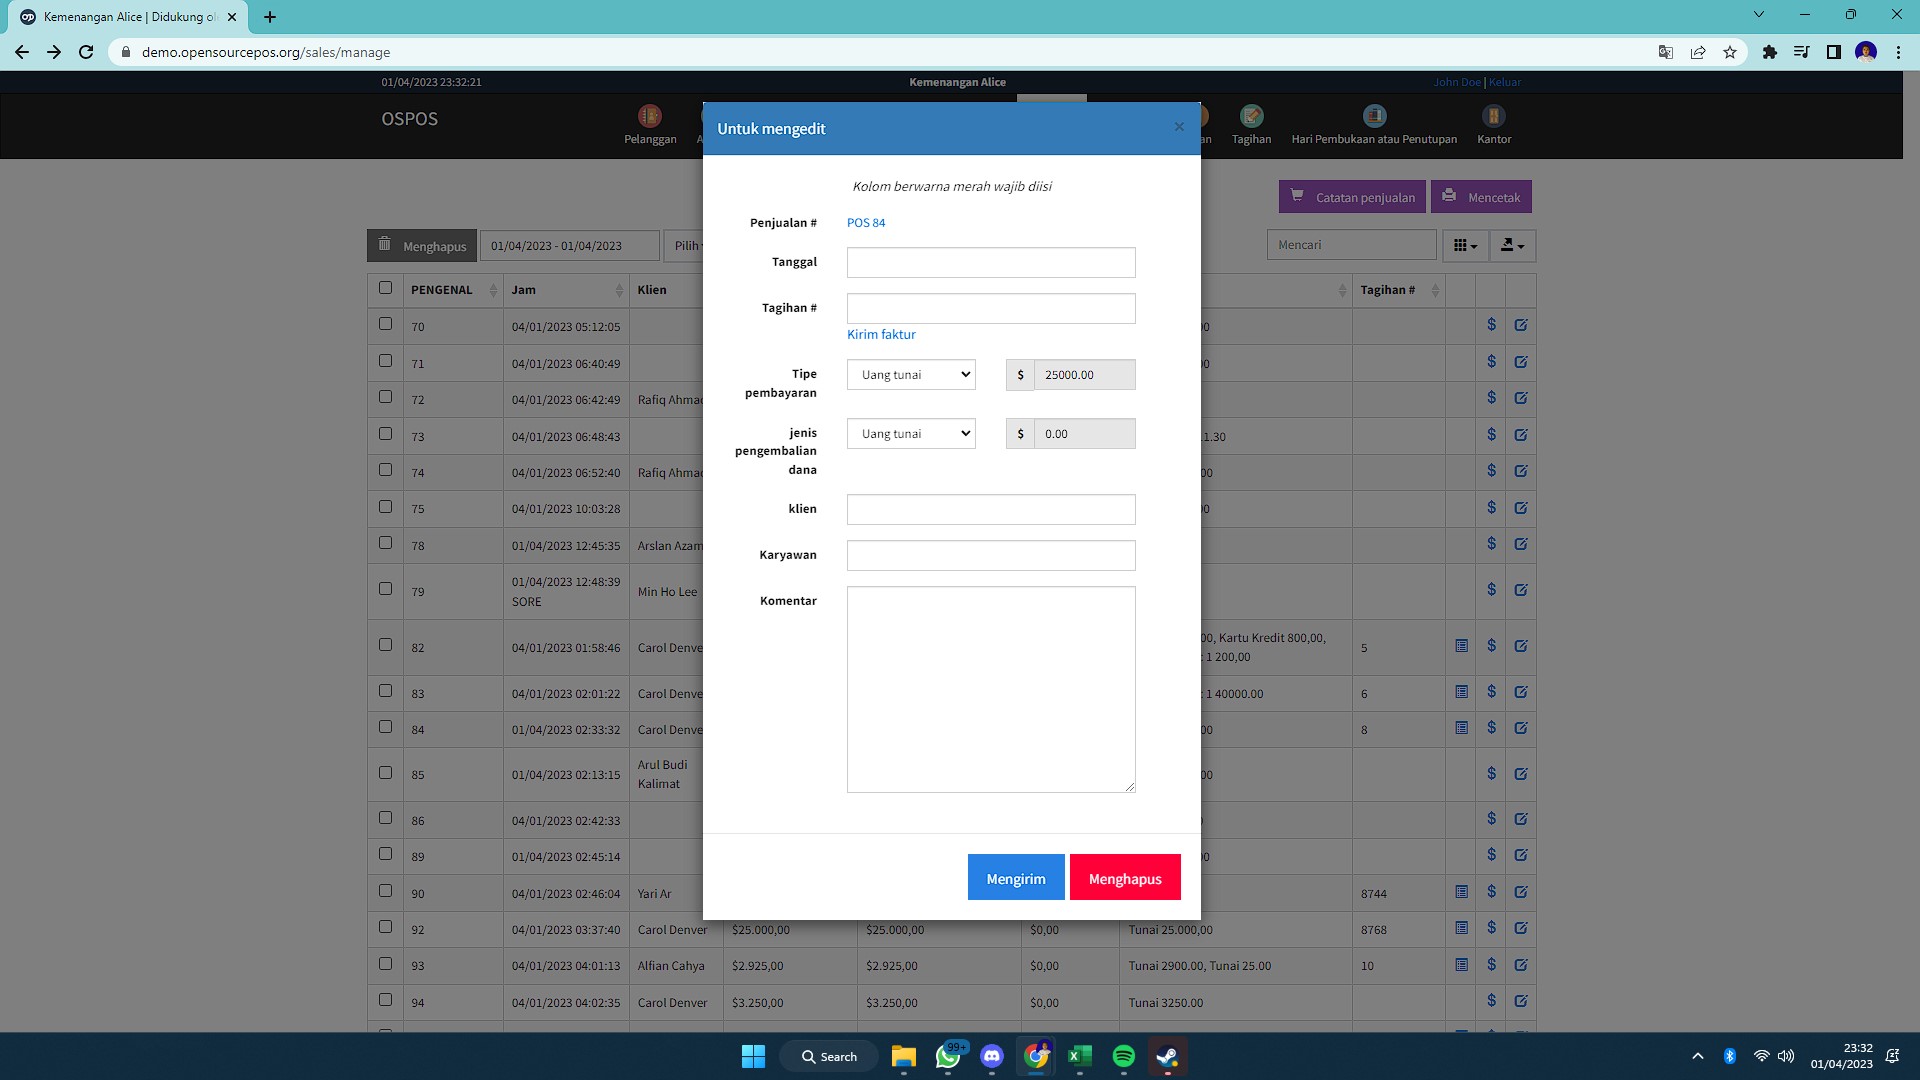 Kemenangan Alice | Didukung ol
demo.opensourcepos.org/sales/manage
01/04/2023 23:32:21
Kemenangan Alice
John Doe | Keluar
OSPOS
Pelanggan
Tagihan
Hari Pembukaan atau Penutupan
Kantor
Untuk mengedit
×
Catatan penjualan
Mencetak
Menghapus
01/04/2023 - 01/04/2023
Pilih
Mencari
PENGENAL Jam Klien Tagihan #
70 04/01/2023 05:12:05
71 04/01/2023 06:40:49
72 04/01/2023 06:42:49 Rafiq Ahmad
73 04/01/2023 06:48:43 1.30
74 04/01/2023 06:52:40 Rafiq Ahmad
75 04/01/2023 10:03:28
78 01/04/2023 12:45:35 Arslan Azam
79 01/04/2023 12:48:39
SORE
Min Ho Lee
82 04/01/2023 01:58:46 Carol Denve 00, Kartu Kredit 800,00,
: 1 200,00
5
83 04/01/2023 02:01:22 Carol Denve : 1 40000.00 6
84 01/04/2023 02:33:32 Carol Denve 00 8
85 01/04/2023 02:13:15 Arul Budi
Kalimat
00
86 04/01/2023 02:42:33
89 01/04/2023 02:45:14
90 04/01/2023 02:46:04 Yari Ar 8744
92 04/01/2023 03:37:40 Carol Denver $25.000,00 $25.000,00 $0,00 Tunai 25.000,00 8768
93 04/01/2023 04:01:13 Alfian Cahya $2.925,00 $2.925,00 $0,00 Tunai 2900.00, Tunai 25.00 10
94 04/01/2023 04:02:35 Carol Denver $3.250,00 $3.250,00 $0,00 Tunai 3250.00
Kolom berwarna merah wajib diisi
Penjualan # POS 84
Tanggal
Tagihan #
Kirim faktur
Tipe
pembayaran
Uang tunai $ 25000.00
jenis
pengembalian
dana
Uang tunai $ 0.00
klien
Karyawan
Komentar
Mengirim
Menghapus
Search
99+
23:32
01/04/2023